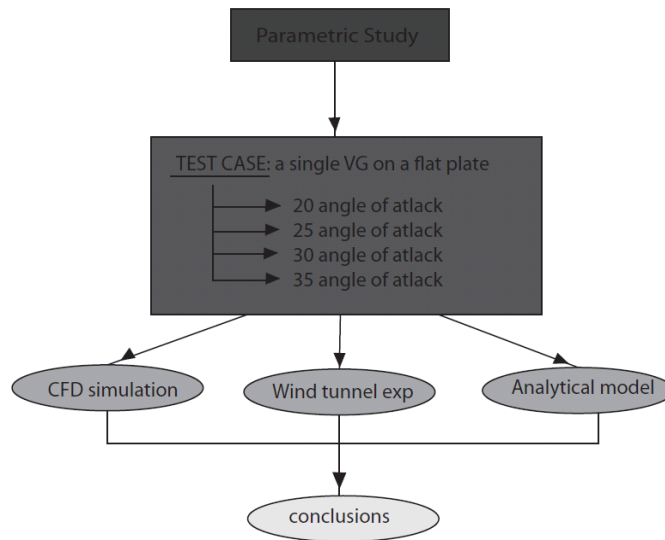 Parametric Study
TEST CASE: a single VG on a flat plate
20 angle of atlack
25 angle of atlack
30 angle of atlack
35 angle of atlack
CFD simulation
Wind tunnel exp
Analytical model
conclusions